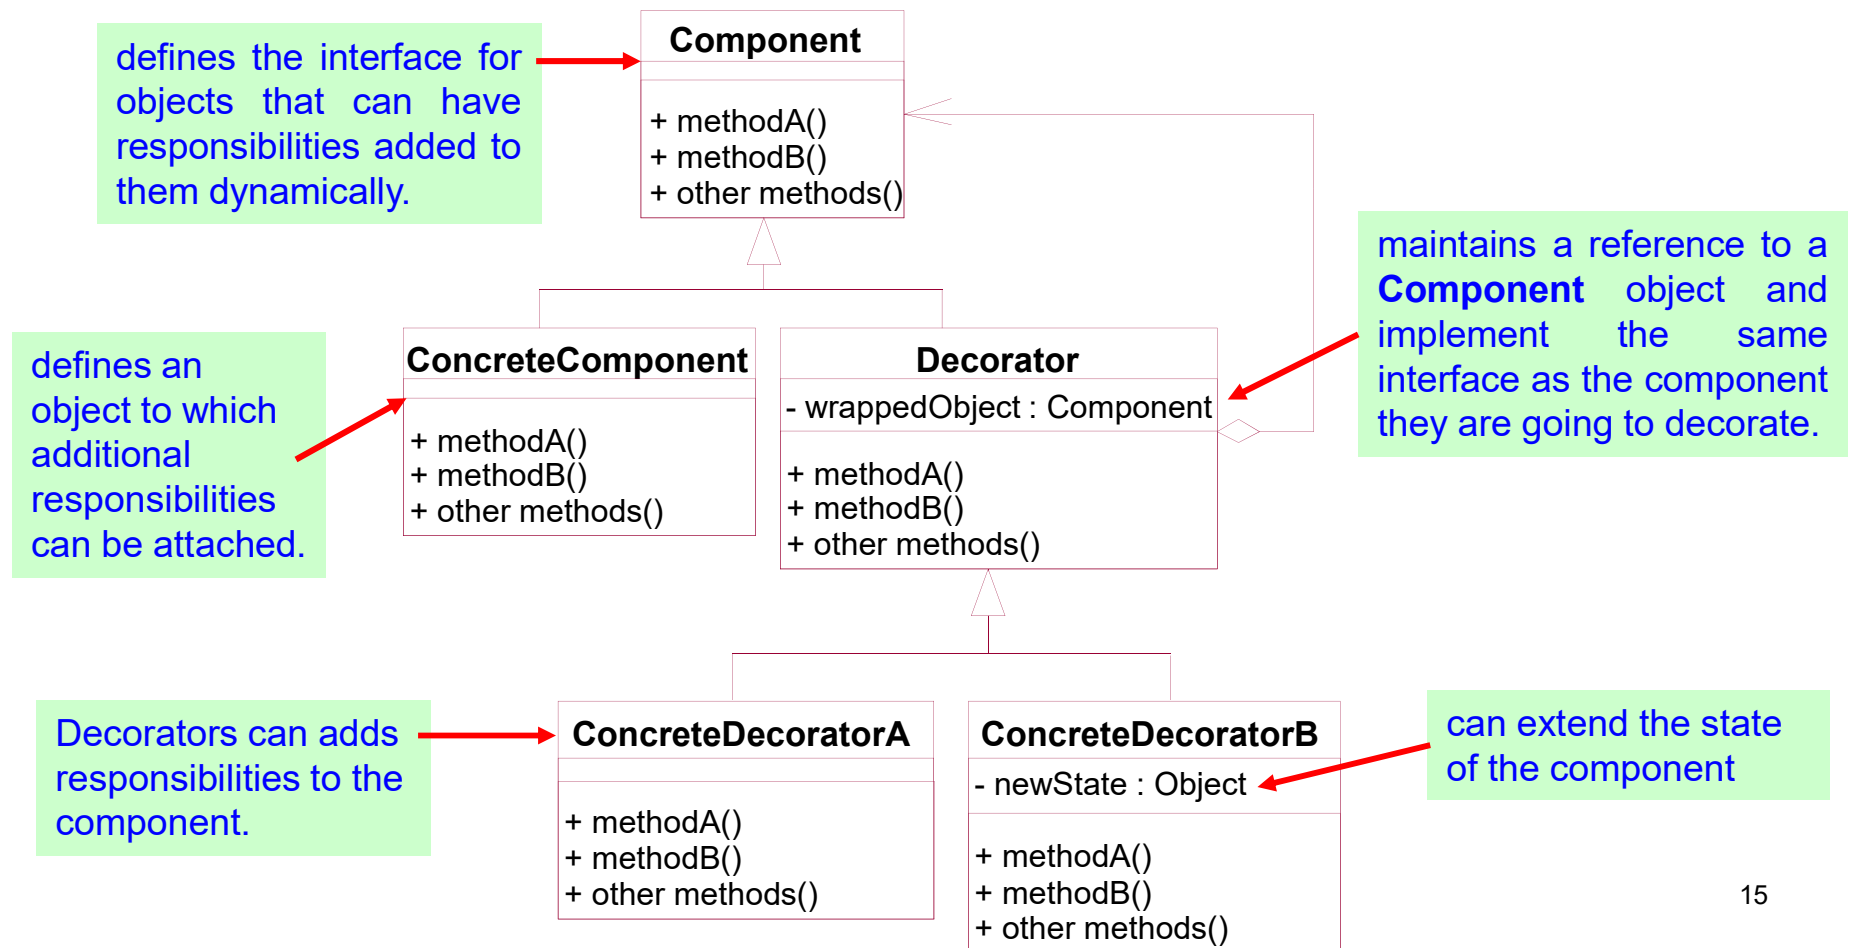 Component
+ methodA()
+ methodB()
+ other methods()
defines the interface for
objects that can have
responsibilities added to
them dynamically.
maintains a reference to a
Component object and
implement the same
interface as the component
they are going to decorate.
defines an
object to which
additional
responsibilities
can be attached.
ConcreteComponent
+ methodA()
+ methodB()
+ other methods()
Decorator
- wrappedObject : Component
+ methodA()
+ methodB()
+ other methods()
Decorators can adds
responsibilities to the
component.
ConcreteDecoratorA
+ methodA()
+ methodB()
+ other methods()
ConcreteDecoratorB
- newState : Object
+ methodA()
+ methodB()
+ other methods()
can extend the state
of the component
15